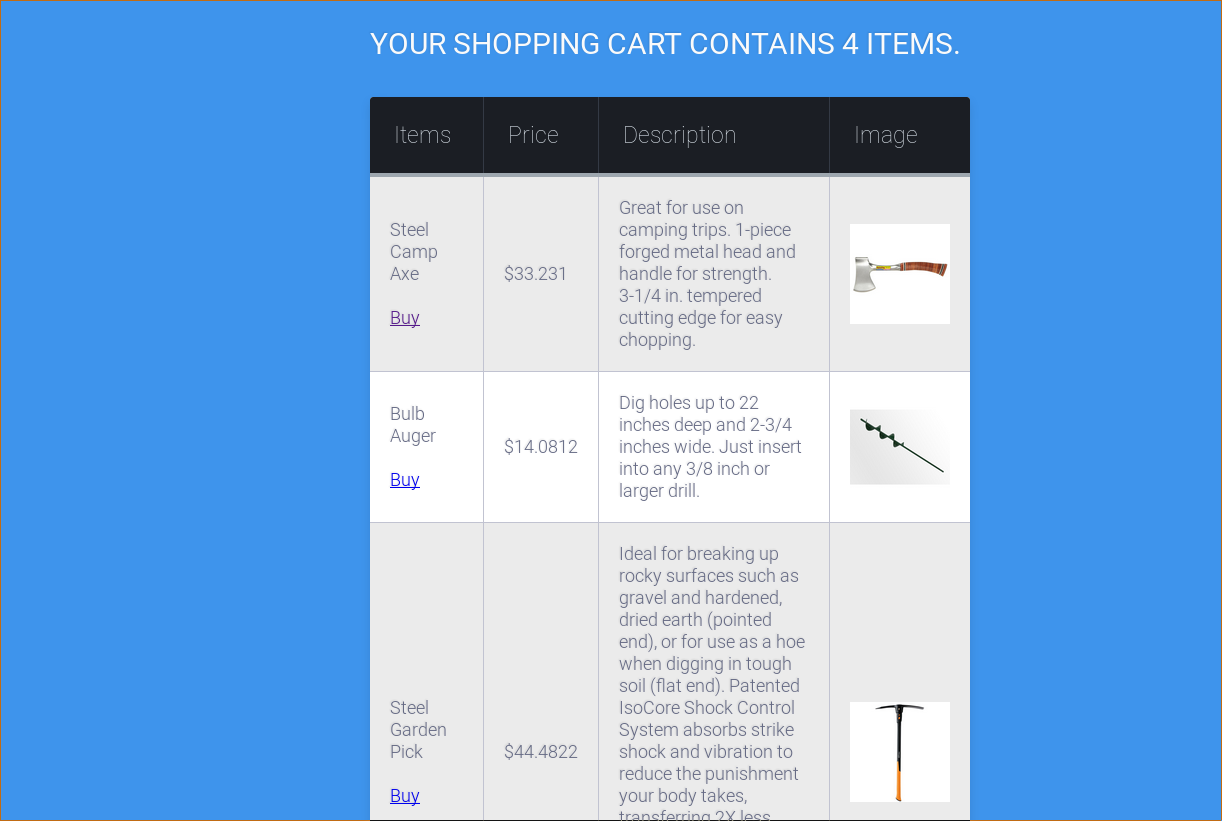 YOUR SHOPPING CART CONTAINS 4 ITEMS.
Items
Price
Description
Image
Steel
Camp
Axe
Buy
$33.231
Great for use on
camping trips. 1-piece
forged metal head and
handle for strength.
3-1/4 in. tempered
cutting edge for easy
chopping.
Bulb
Auger
Buy
$14.0812
Dig holes up to 22
inches deep and 2-3/4
inches wide. Just insert
into any 3/8 inch or
larger drill.
Steel
Garden
Pick
Buy
$44.4822
Ideal for breaking up
rocky surfaces such as
gravel and hardened,
dried earth (pointed
end), or for use as a hoe
when digging in tough
soil (flat end). Patented
IsoCore Shock Control
System absorbs strike
shock and vibration to
reduce the punishment
your body takes,
transferring 2X less